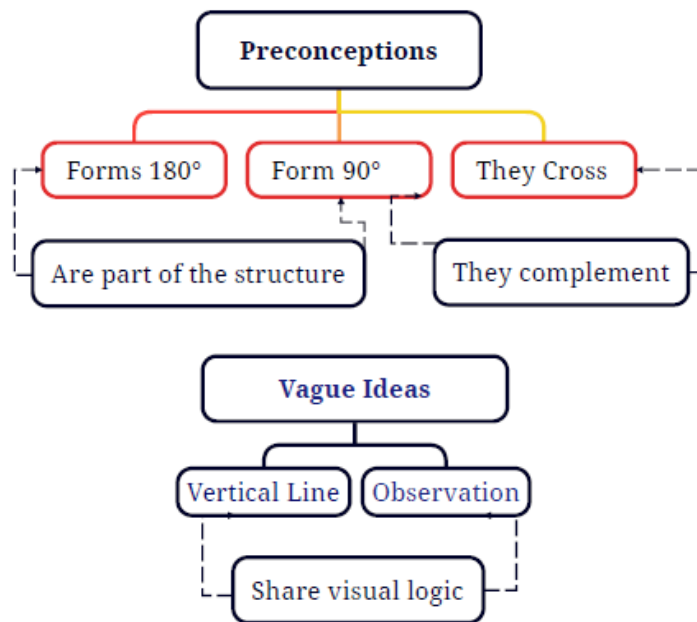 Preconceptions
Forms 180°
Form 90°
They Cross
Are part of the structure
They complement
Vague Ideas
Vertical Line
Observation
Share visual logic